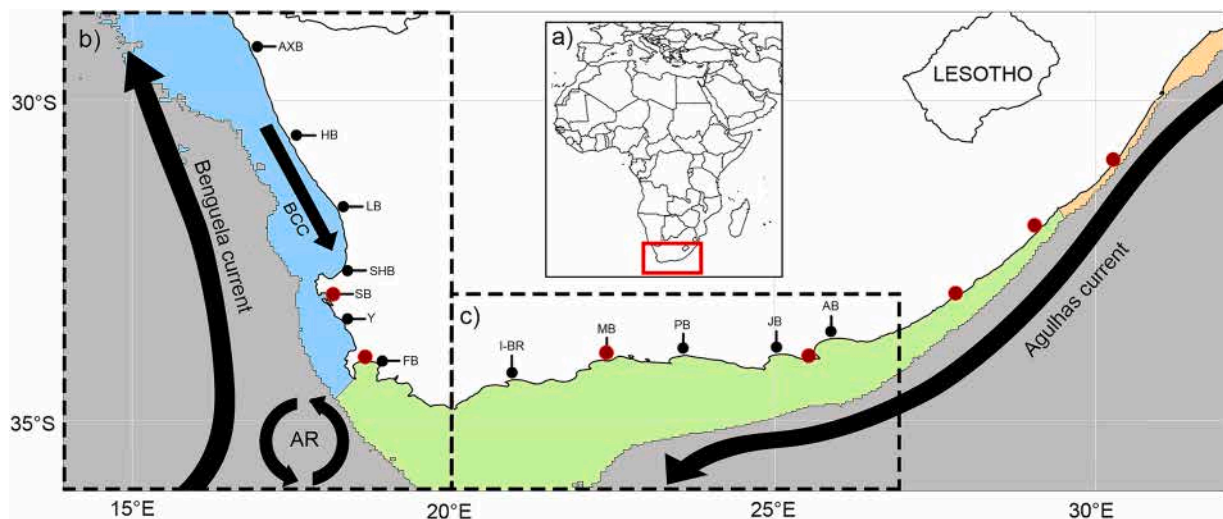 b)
AXB
a)
LESOTHO
30°S
HB
BCC
LB
Benguela current
SHB
SB
Y
FB
c)
I-BR
MB
PB
JB
AB
Agulhas current
35°S
AR
15°E
20°E
25°E
30°E